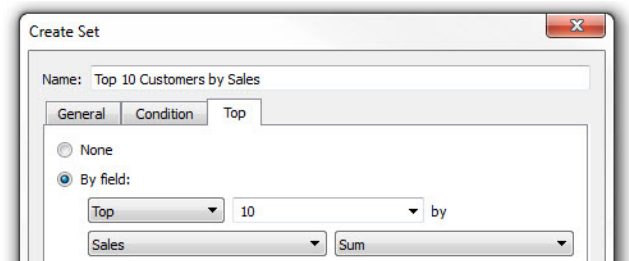 Create Set
Name: Top 10 Customers by Sales
General Condition Top
None
By field:
Top 10 by
Sales Sum